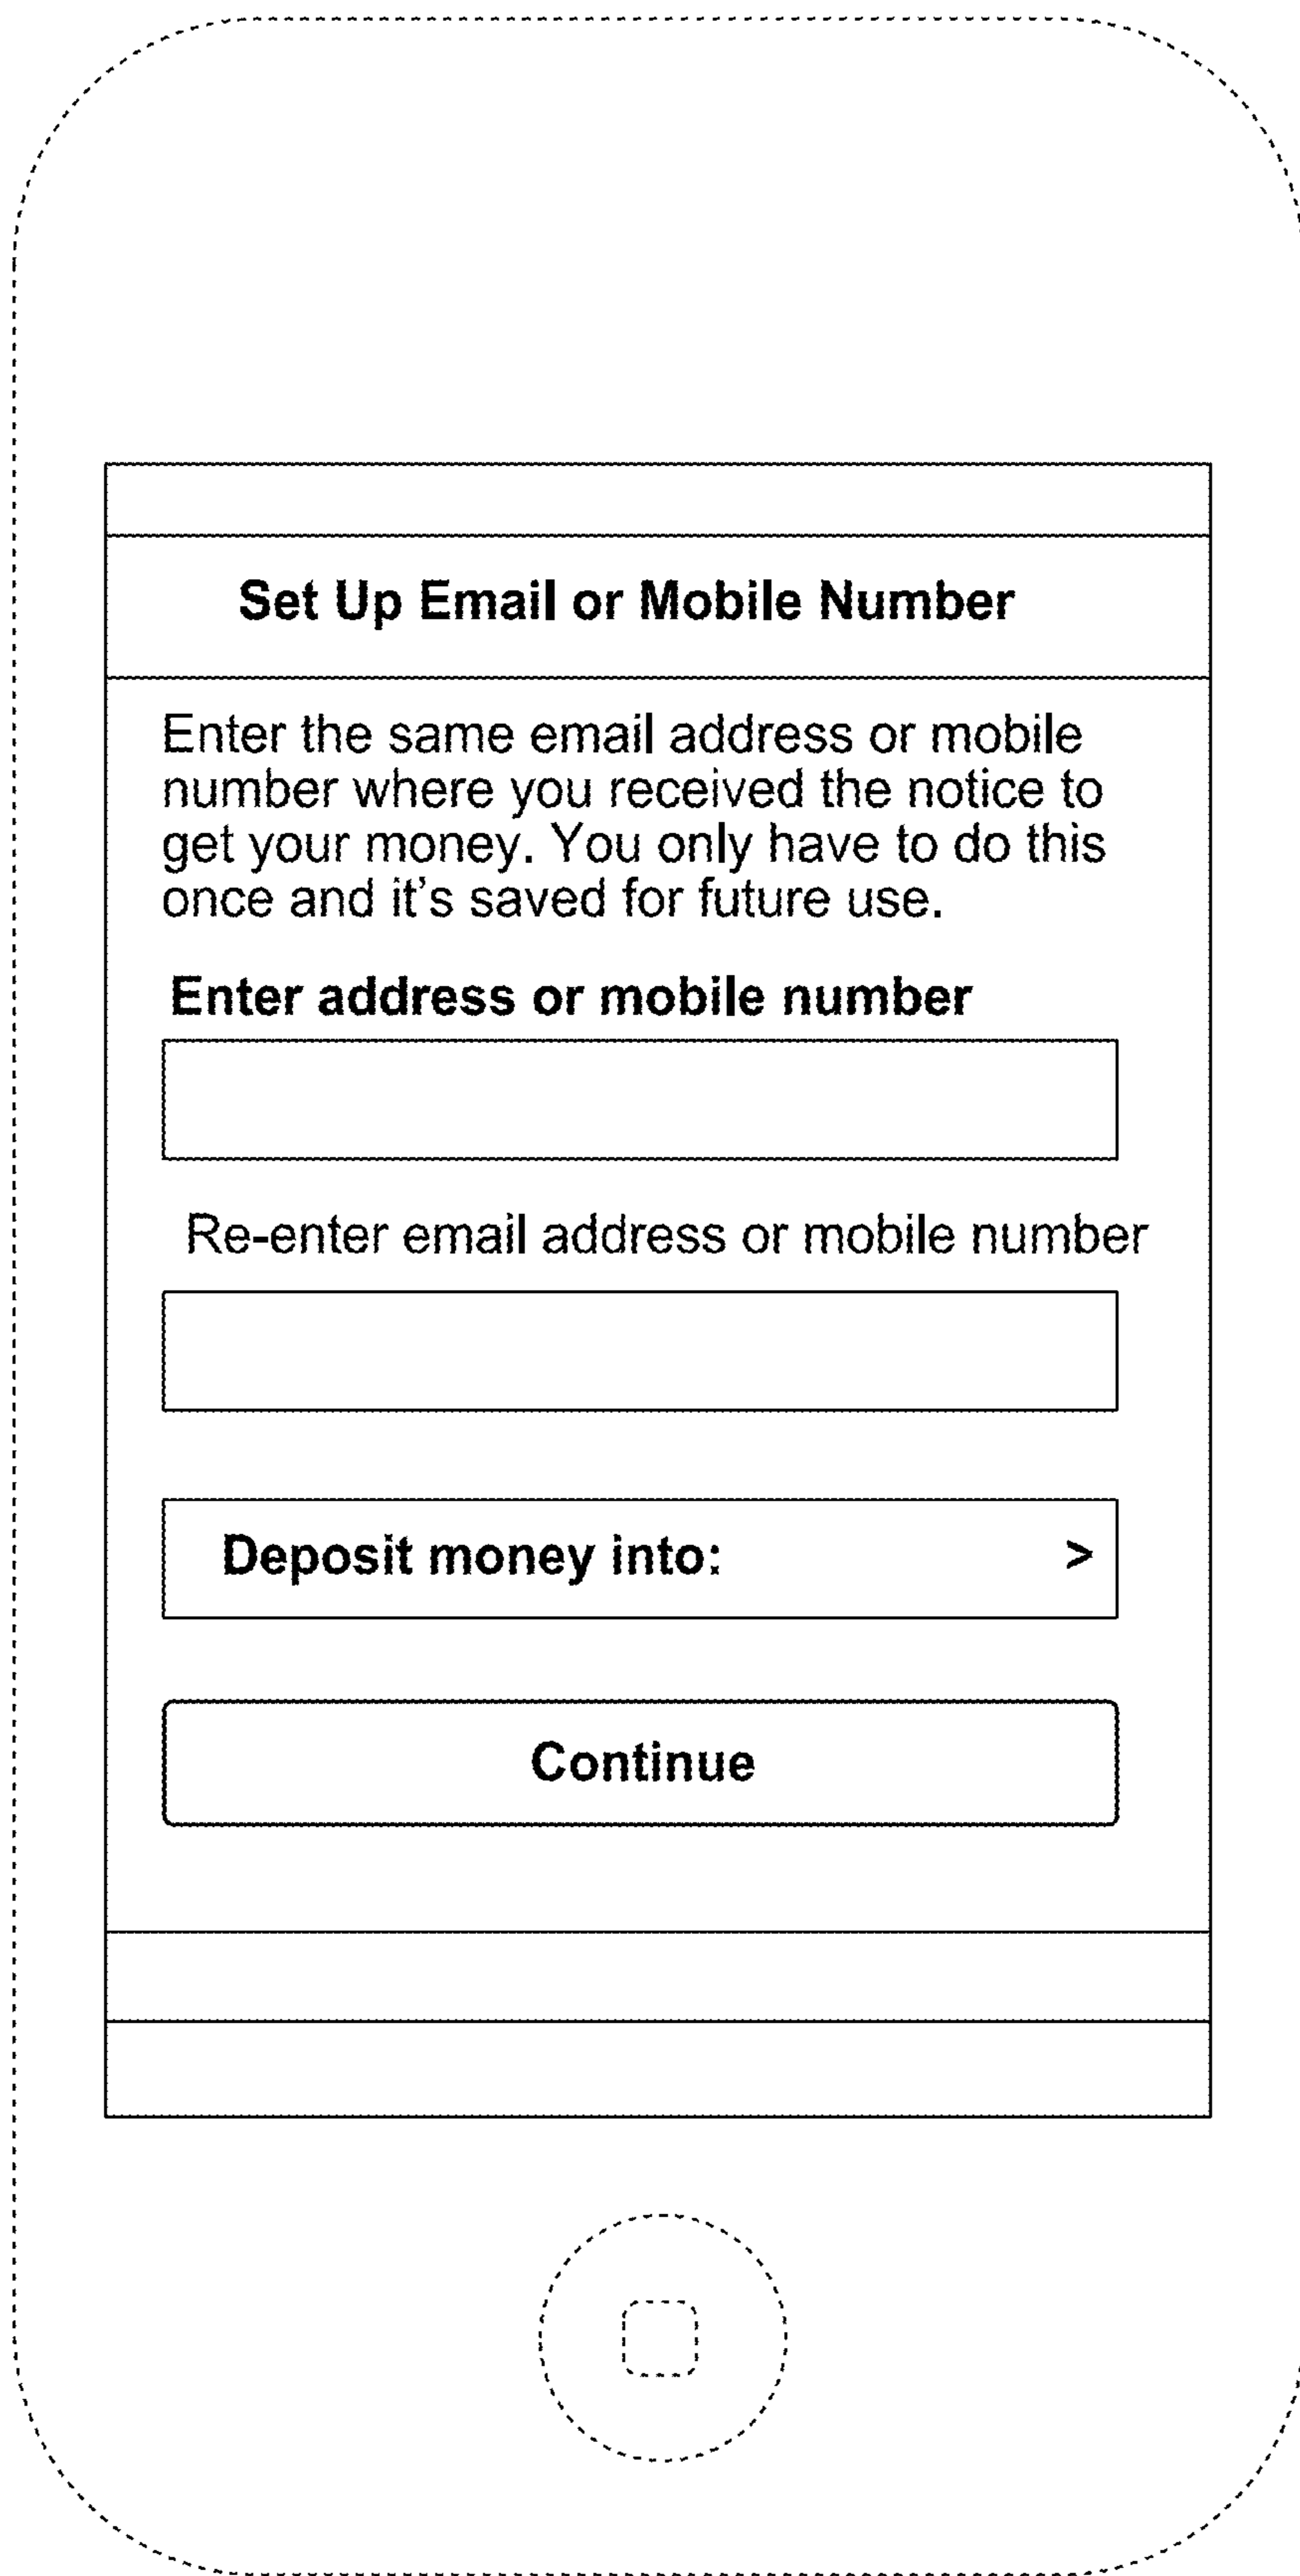 Set Up Email or Mobile Number
Enter the same email address or mobile
number where you received the notice to
get your money. You only have to do this
once and it's saved for future use.
Enter address or mobile number
Re-enter email address or mobile number
Deposit money into: >
Continue